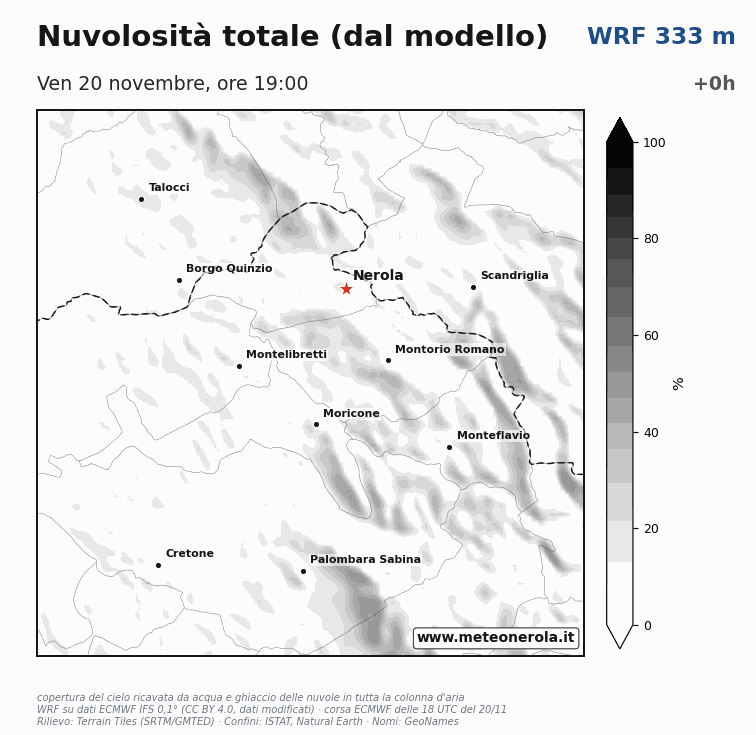 Nuvolosità totale (dal modello)
WRF 333 m
Ven 20 novembre, ore 19:00
+0h
Talocci
Borgo Quinzio
Nerola
Scandriglia
Montelibretti
Montorio Romano
Moricone
Monteflavio
Cretone
Palombara Sabina
www.meteonerola.it
100
80
60
40
20
0
%
copertura del cielo ricavata da acqua e ghiaccio delle nuvole in tutta la colonna d'aria
WRF su dati ECMWF IFS 0,1° (CC BY 4.0, dati modificati) · corsa ECMWF delle 18 UTC del 20/11
Rilievo: Terrain Tiles (SRTM/GMTED) · Confini: ISTAT, Natural Earth · Nomi: GeoNames